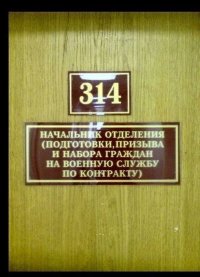 314
НАЧАЛЬНИК ОТДЕЛЕНИЯ
(ПОДГОТОВКИ, ПРИЗЫВА
И НАБОРА ГРАЖДАН
НА ВОЕННУЮ СЛУЖБУ
ПО КОНТРАКТУ)